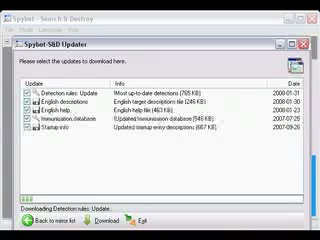 Spybot - Search & Destroy
File Mode Language Help
Spybot-S&D Updater
Please select the updates to download here.
Update Info Date
Detection rules: Update !Most up-to-date detections (765 KB) 2008-01-31
English descriptions English target descriptions file (246 KB) 2008-01-30
English help English help file (463 KB) 2008-01-23
Immunization database !Updated immunization database (946 KB) 2007-07-25
Startup info Updated startup entry descriptions (667 KB) 2007-09-26
Downloading Detection rules: Update..
Back to mirror list Download Exit